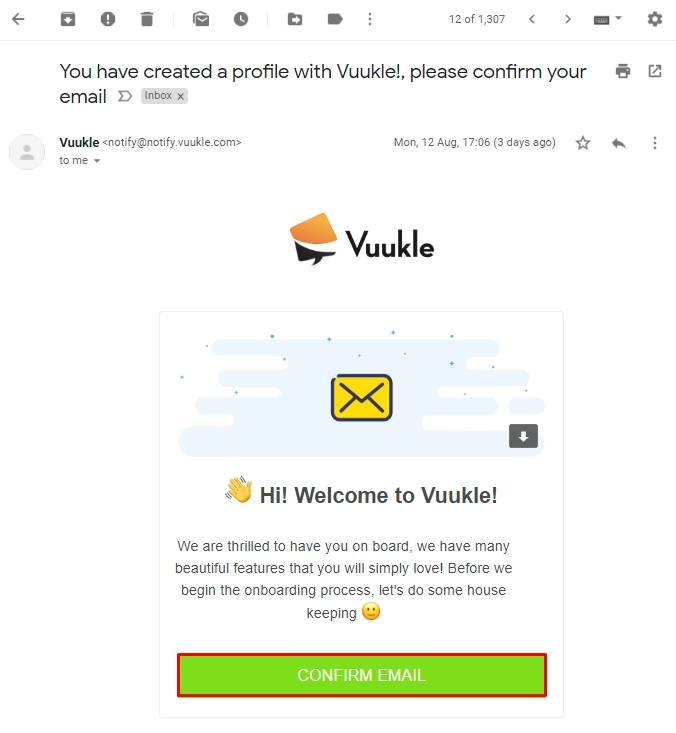 12 of 1,307
You have created a profile with Vuukle!, please confirm your
email Inbox x
Vuukle <notify@notify.vuukle.com> Mon, 12 Aug, 17:06 (3 days ago)
to me
Vuukle
👋 Hi! Welcome to Vuukle!
We are thrilled to have you on board, we have many
beautiful features that you will simply love! Before we
begin the onboarding process, let's do some house
keeping 🙂
CONFIRM EMAIL